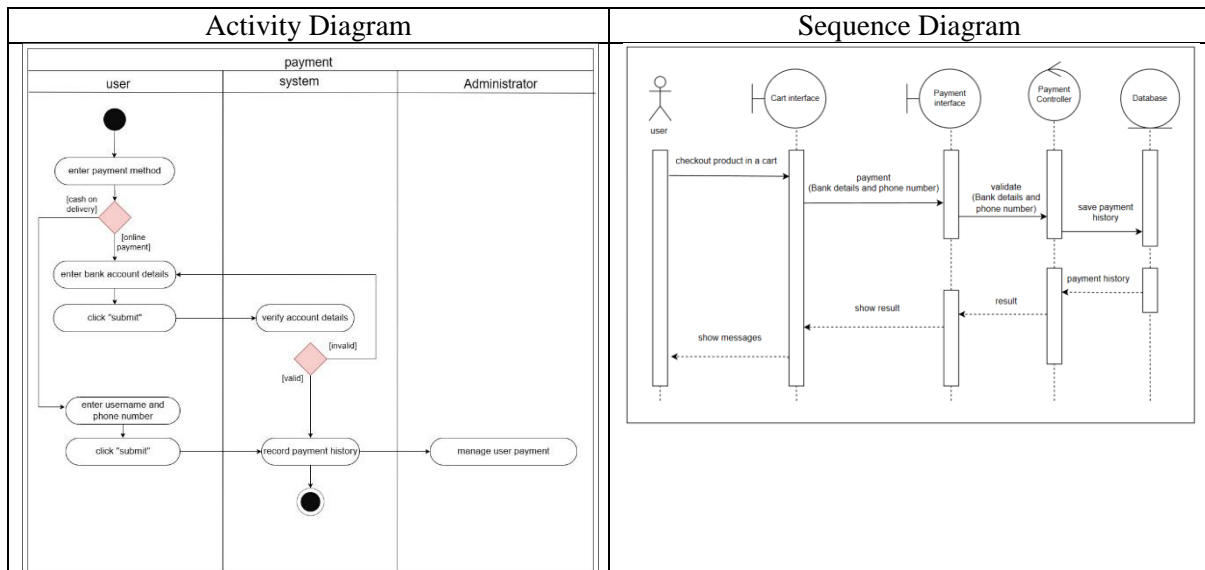 Activity Diagram
payment
user
system
Administrator
enter payment method
[cash on
delivery]
[online
payment]
enter bank account details
click "submit"
verify account details
[invalid]
[valid]
enter username and
phone number
click "submit"
record payment history
manage user payment
Sequence Diagram
user
Cart interface
Payment
interface
Payment
Controller
Database
checkout product in a cart
payment
(Bank details and phone number)
validate
(Bank details and
phone number)
save payment
history
payment history
result
show result
show messages